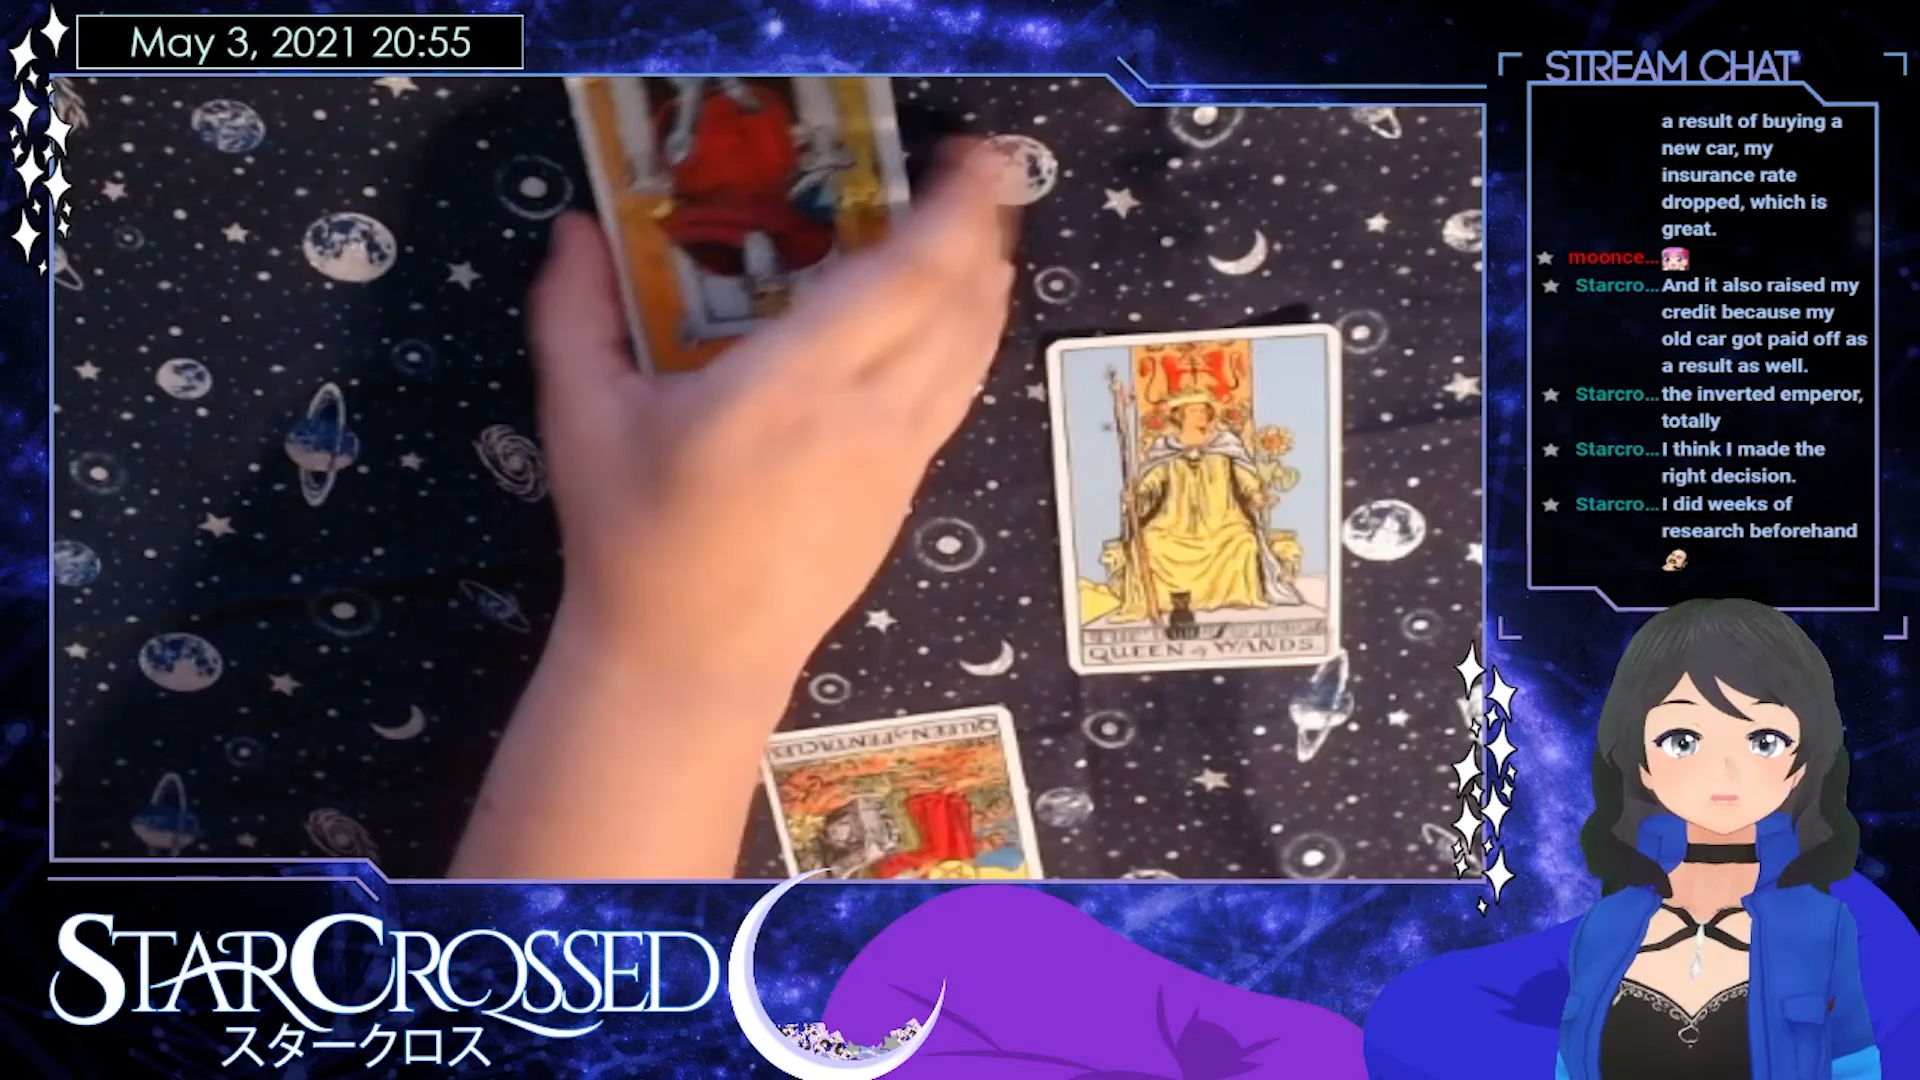 May 3, 2021 20:55
STREAM CHAT
a result of buying a
new car, my
insurance rate
dropped, which is
great.
moonce...
Starcro... And it also raised my
credit because my
old car got paid off as
a result as well.
Starcro... the inverted emperor,
totally
Starcro... I think I made the
right decision.
Starcro... I did weeks of
research beforehand
QUEEN of WANDS
QUEEN of PENTACLES
STARCROSSED
スタークロス